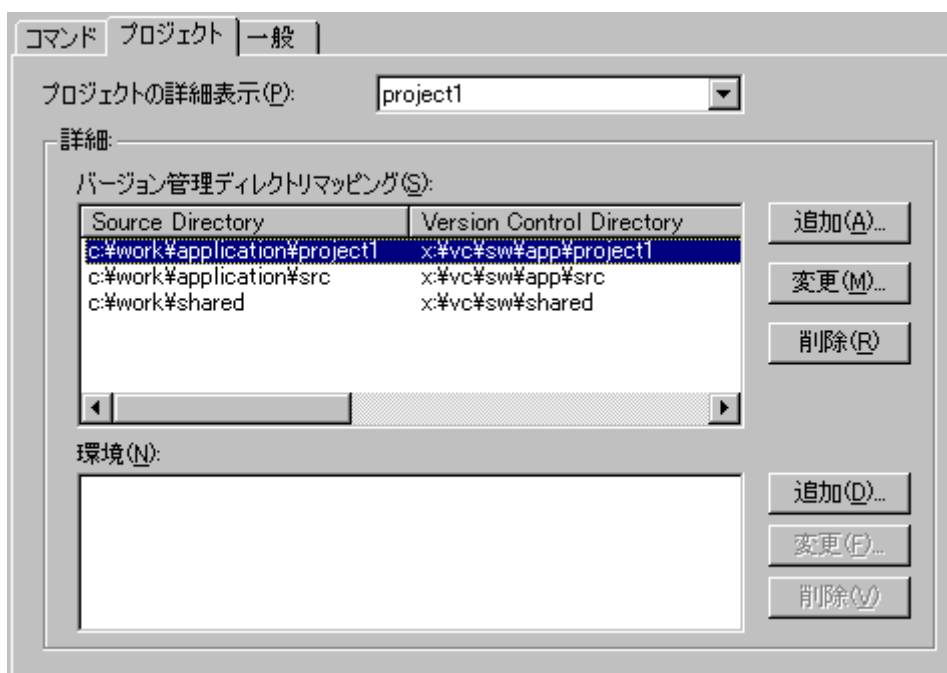 コマンド プロジェクト 一般
プロジェクトの詳細表示(P): project1
詳細:
バージョン管理ディレクトリマッピング(S):
Source Directory Version Control Directory
c:¥work¥application¥project1 x:¥vc¥sw¥app¥project1
c:¥work¥application¥src x:¥vc¥sw¥app¥src
c:¥work¥shared x:¥vc¥sw¥shared
追加(A)...
変更(M)...
削除(R)
環境(N):
追加(D)...
変更(F)...
削除(V)